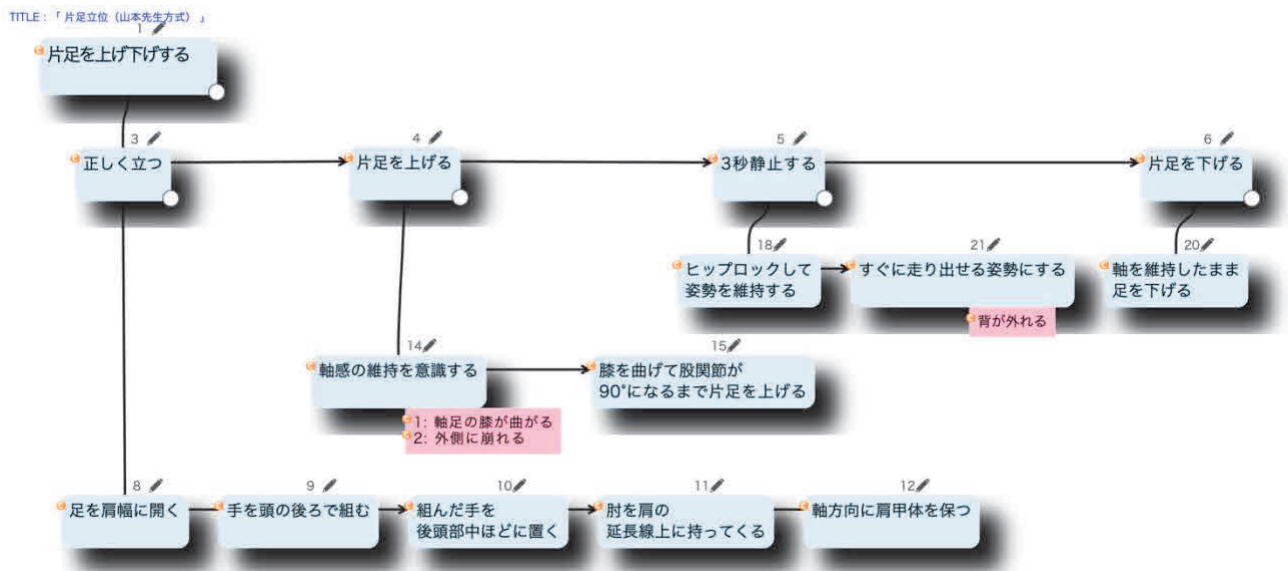 TITLE : 「 片足立位（山本先生方式） 」
1
片足を上げ下げする
3
正しく立つ
4
片足を上げる
5
3秒静止する
6
片足を下げる
18
ヒップロックして
姿勢を維持する
21
すぐに走り出せる姿勢にする
背が外れる
20
軸を維持したまま
足を下げる
14
軸感の維持を意識する
1: 軸足の膝が曲がる
2: 外側に崩れる
15
膝を曲げて股関節が
90°になるまで片足を上げる
8
足を肩幅に開く
9
手を頭の後ろで組む
10
組んだ手を
後頭部中ほどに置く
11
肘を肩の
延長線上に持ってくる
12
軸方向に肩甲体を保つ